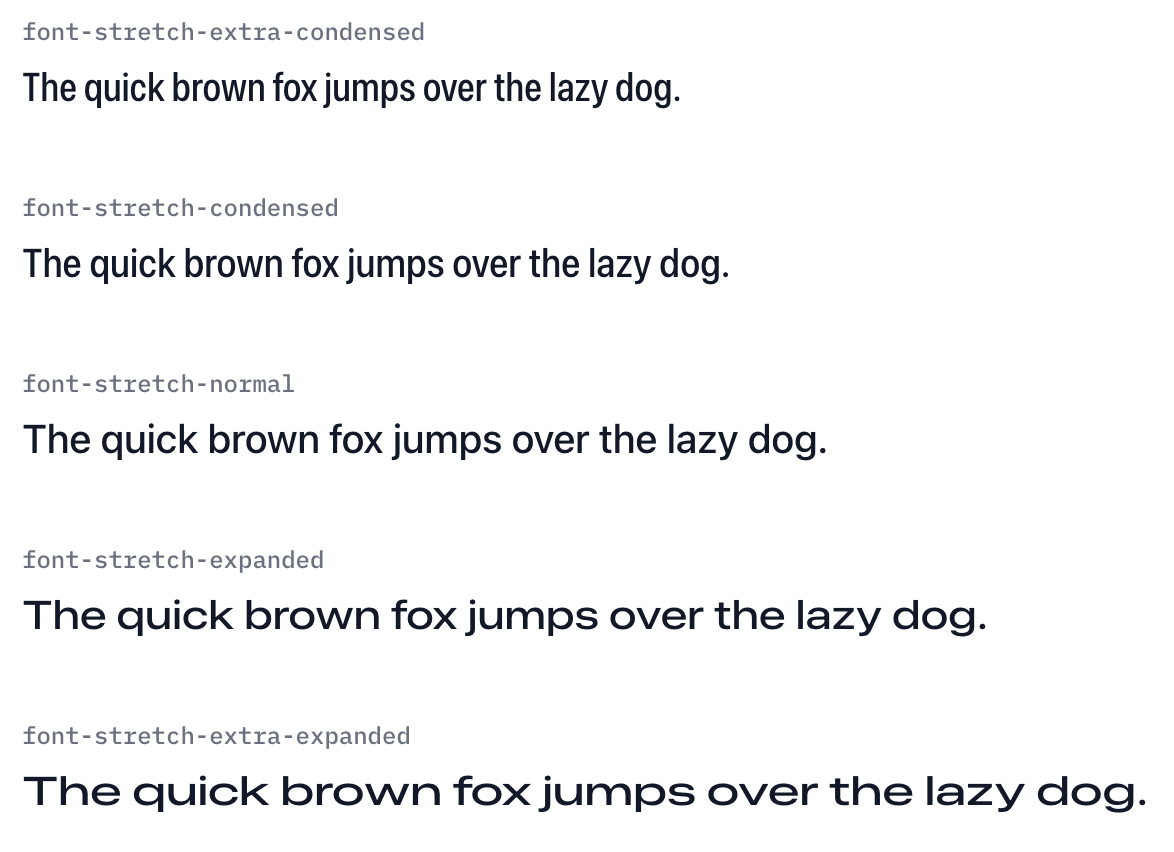 font-stretch-extra-condensed
The quick brown fox jumps over the lazy dog.
font-stretch-condensed
The quick brown fox jumps over the lazy dog.
font-stretch-normal
The quick brown fox jumps over the lazy dog.
font-stretch-expanded
The quick brown fox jumps over the lazy dog.
font-stretch-extra-expanded
The quick brown fox jumps over the lazy dog.